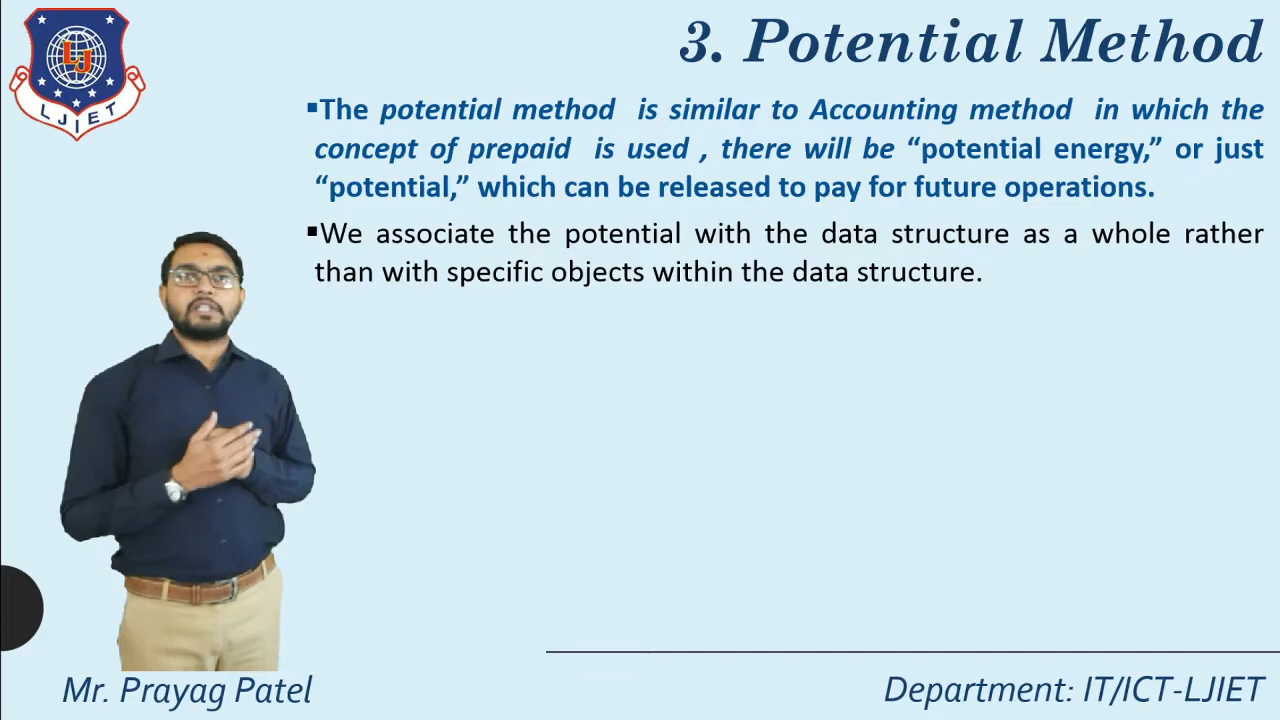 LJ
LJIET
3. Potential Method
▪The potential method is similar to Accounting method in which the
concept of prepaid is used , there will be “potential energy,” or just
“potential,” which can be released to pay for future operations.
▪We associate the potential with the data structure as a whole rather
than with specific objects within the data structure.
Mr. Prayag Patel
Department: IT/ICT-LJIET